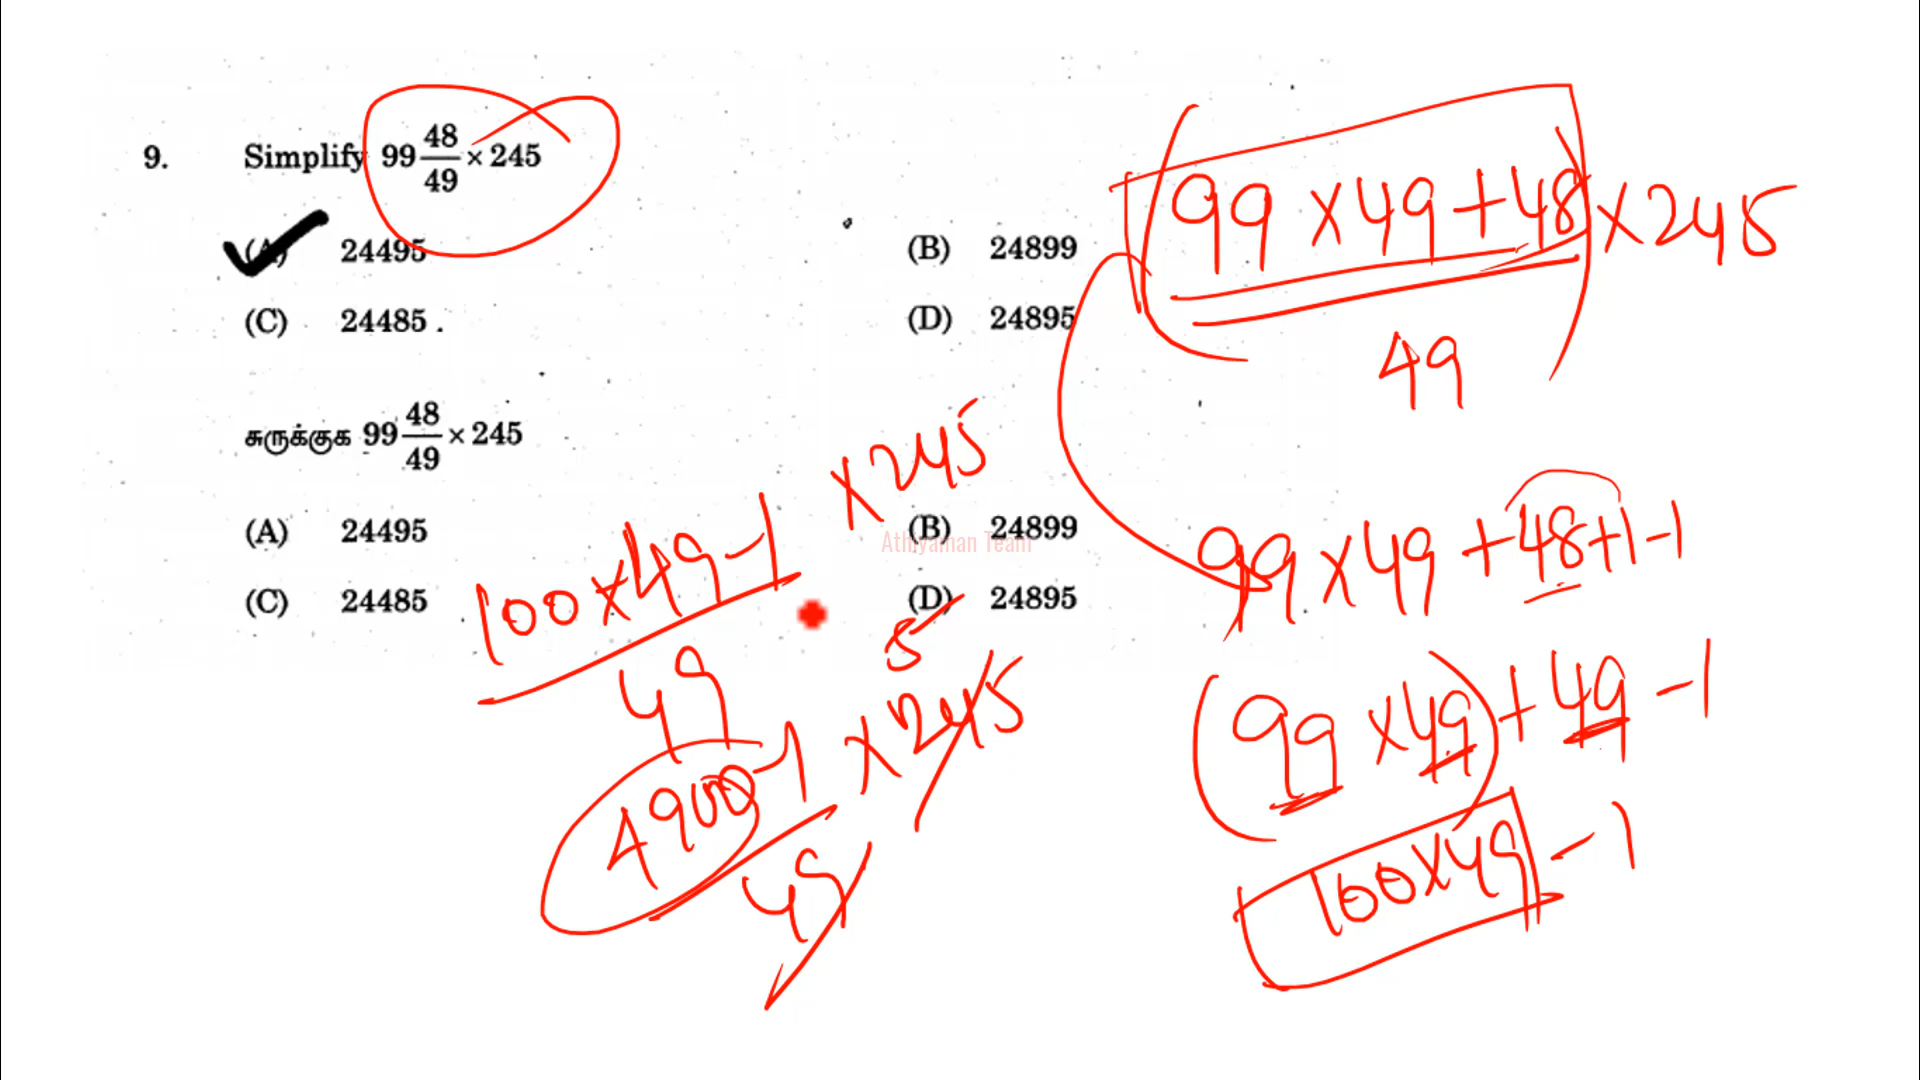 9. Simplify 99 48/49 × 245
(A) 24495 (B) 24899
(C) 24485 . (D) 24895
சுருக்குக 99 48/49 × 245
(A) 24495 (B) 24899
(C) 24485 (D) 24895
Athiyaman Team
(99 × 49 + 48) × 245
49
99 × 49 + 48 + 1 - 1
(99 × 49) + 49 - 1
100 × 49 - 1
100 × 49 - 1 × 245
49
5
4900 - 1 × 245
49